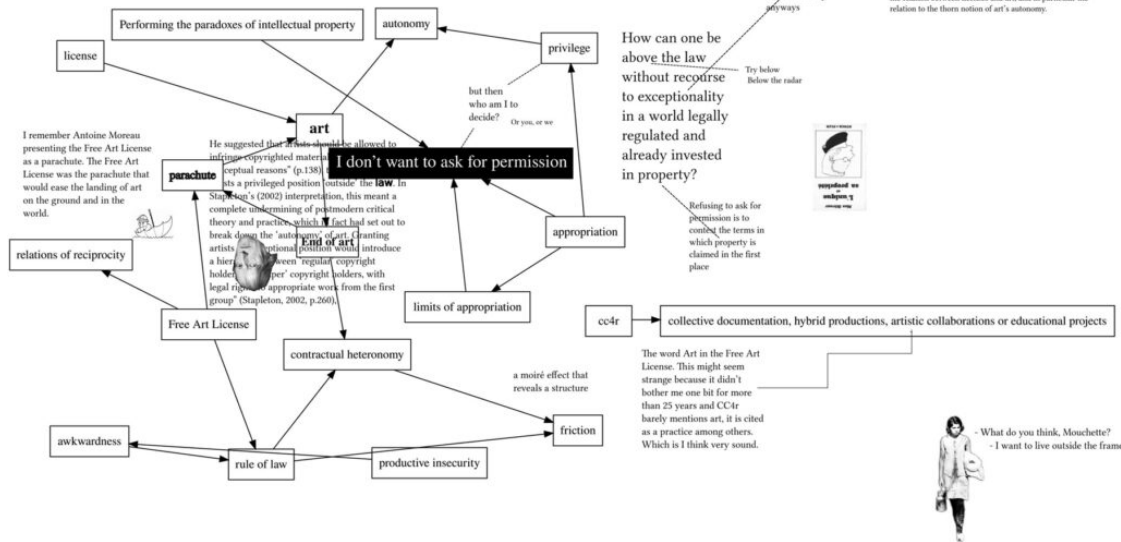 Performing the paradoxes of intellectual property
autonomy
anyways
relation to the thorn notion of art's autonomy.
license
privilege
How can one be
above the law
without recourse
to exceptionality
in a world legally
regulated and
already invested
in property?
Try below
Below the radar
but then
who am I to
decide?
Or you, or we
art
I remember Antoine Moreau
presenting the Free Art License
as a parachute. The Free Art
License was the parachute that
would ease the landing of art
on the ground and in the
world.
He suggested that artists should be allowed to
infringe copyrighted material
reasons" (p.138),
a privileged position 'outside' the law. In
Stapleton's (2002) interpretation, this meant a
complete undermining of postmodern critical
theory and practice, which in fact had set out to
break down the 'autonomy' of art. Granting
artists position would introduce
'regular' copyright
copyright holders, with
legal to appropriate work from the first
group" (Stapleton, 2002, p.260),
I don't want to ask for permission
parachute
L'unique
et
sa propriété
Refusing to ask for
permission is to
contest the terms in
which property is
claimed in the first
place
appropriation
End of art
relations of reciprocity
limits of appropriation
Free Art License
cc4r
collective documentation, hybrid productions, artistic collaborations or educational projects
contractual heteronomy
The word Art in the Free Art
License. This might seem
strange because it didn't
bother me one bit for more
than 25 years and CC4r
barely mentions art, it is cited
as a practice among others.
Which is I think very sound.
a moiré effect that
reveals a structure
friction
awkwardness
rule of law
productive insecurity
- What do you think, Mouchette?
- I want to live outside the frame